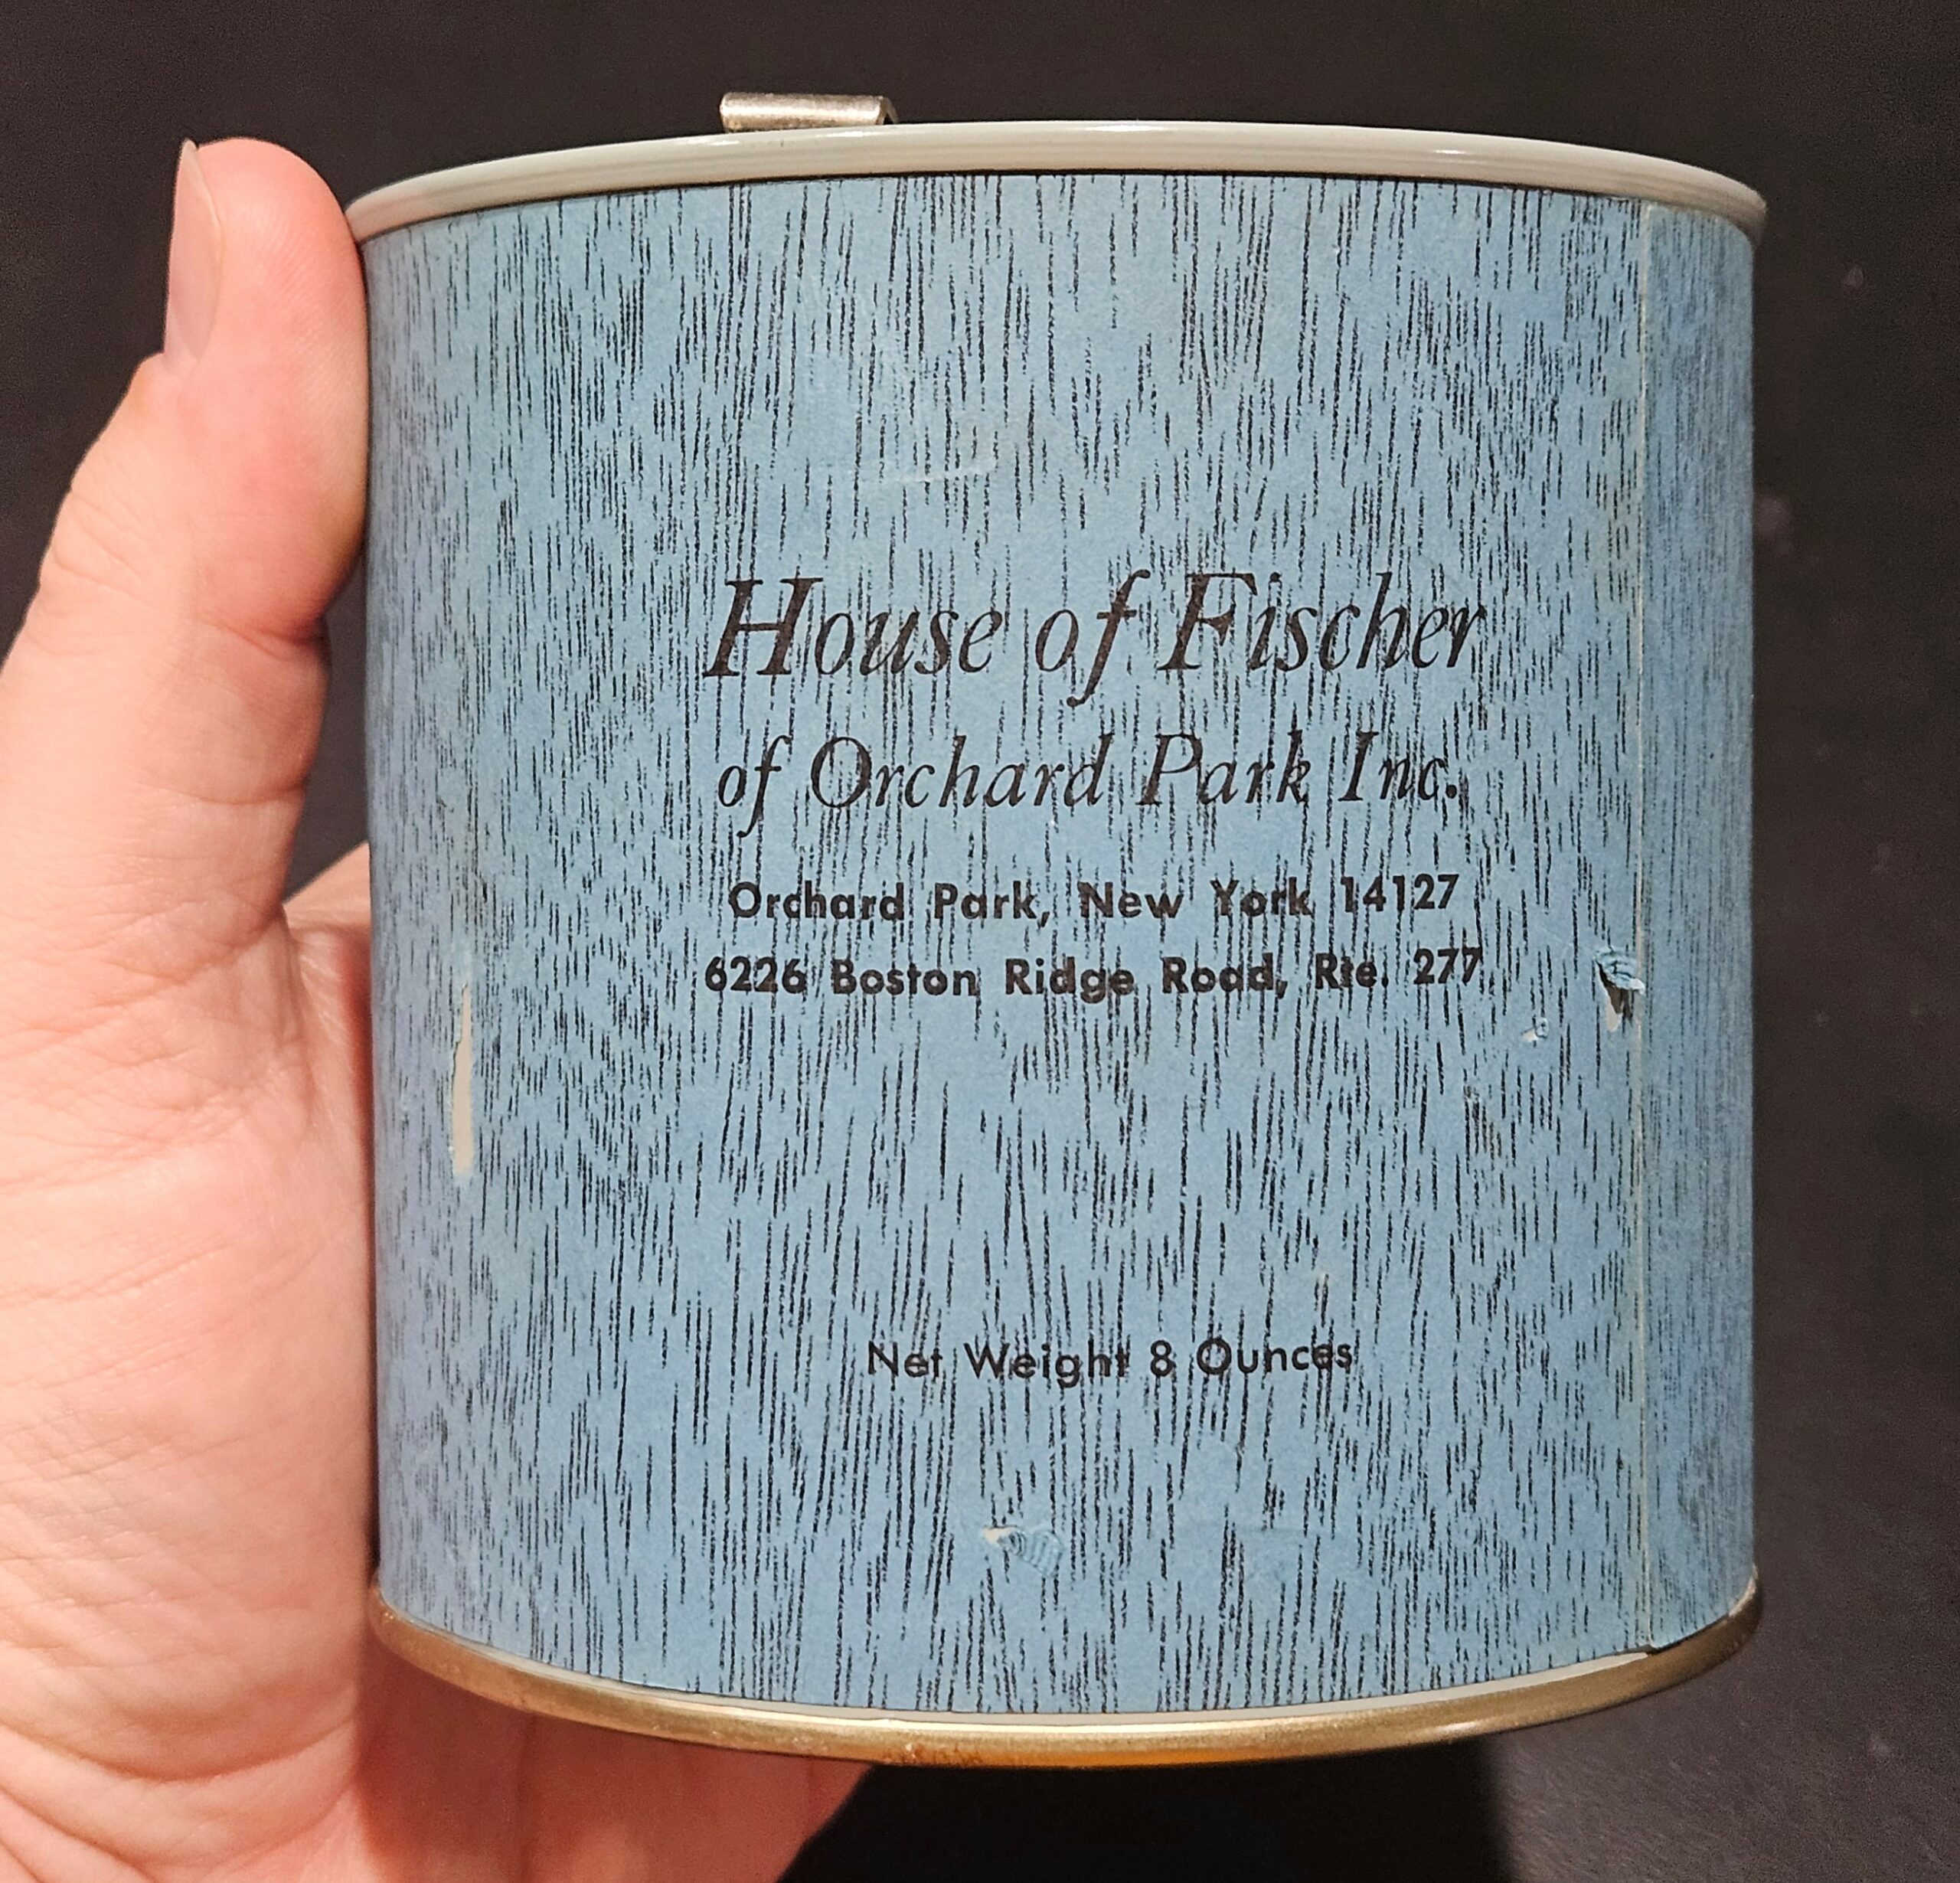 House of Fischer
of Orchard Park Inc.
Orchard Park, New York 14127
6226 Boston Ridge Road, Rte. 277
Net Weight 8 Ounces